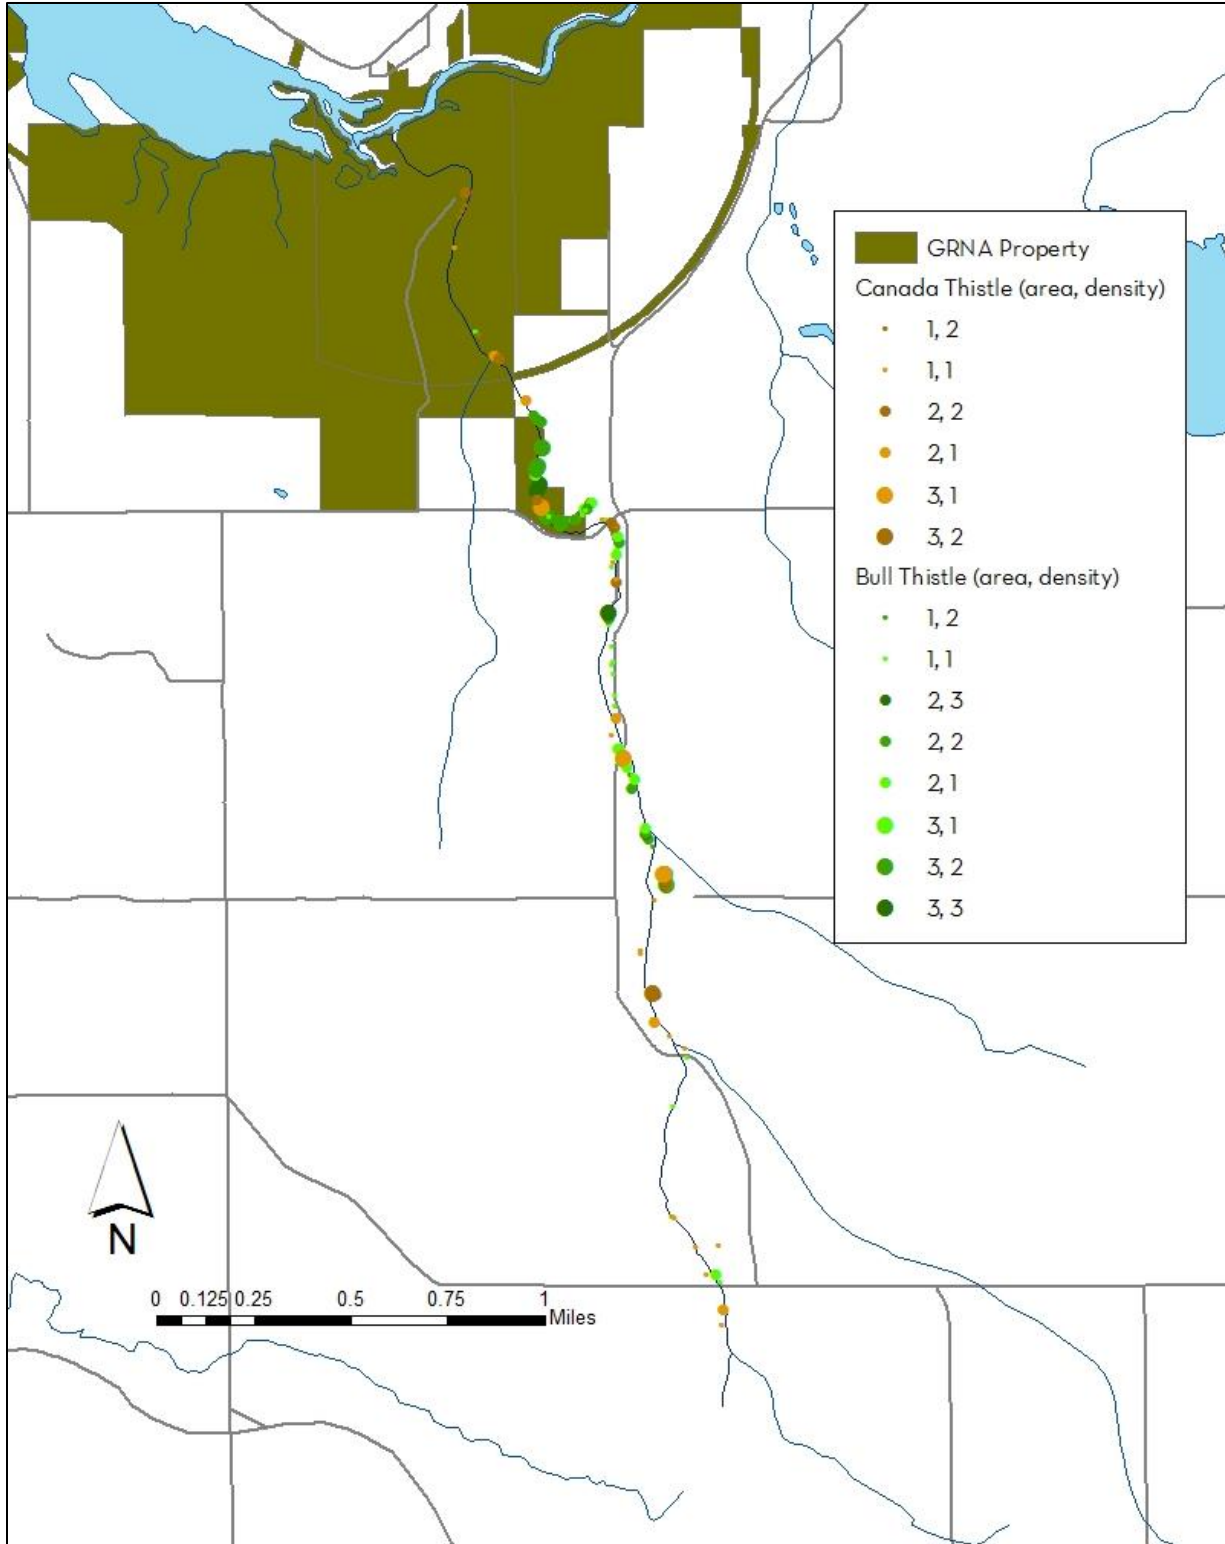 GRNA Property
Canada Thistle (area, density)
1, 2
1, 1
2, 2
2, 1
3, 1
3, 2
Bull Thistle (area, density)
1, 2
1, 1
2, 3
2, 2
2, 1
3, 1
3, 2
3, 3
N
0 0.125 0.25 0.5 0.75 1
Miles